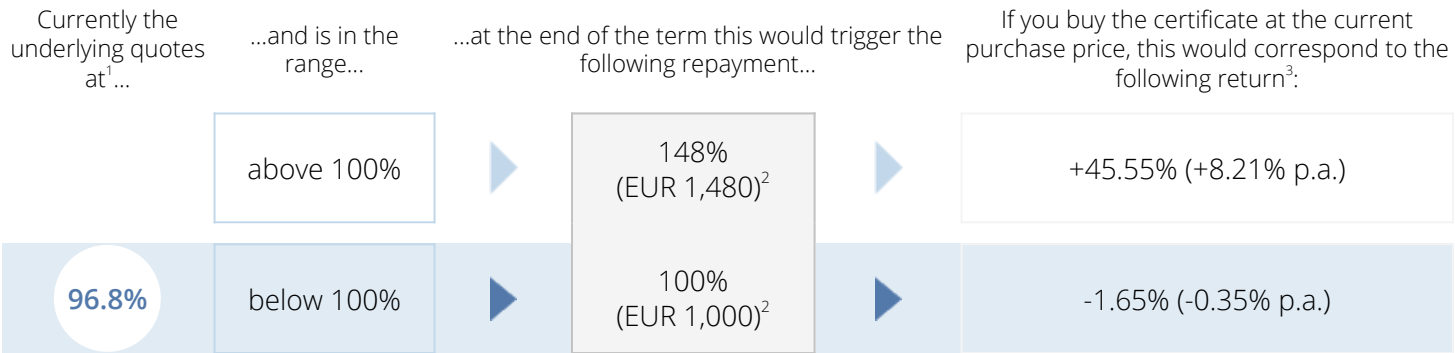 Currently the
underlying quotes
at¹...
...and is in the
range...
...at the end of the term this would trigger the
following repayment...
If you buy the certificate at the current
purchase price, this would correspond to the
following return³:
above 100%
148%
(EUR 1,480)²
+45.55% (+8.21% p.a.)
96.8%
below 100%
100%
(EUR 1,000)²
-1.65% (-0.35% p.a.)